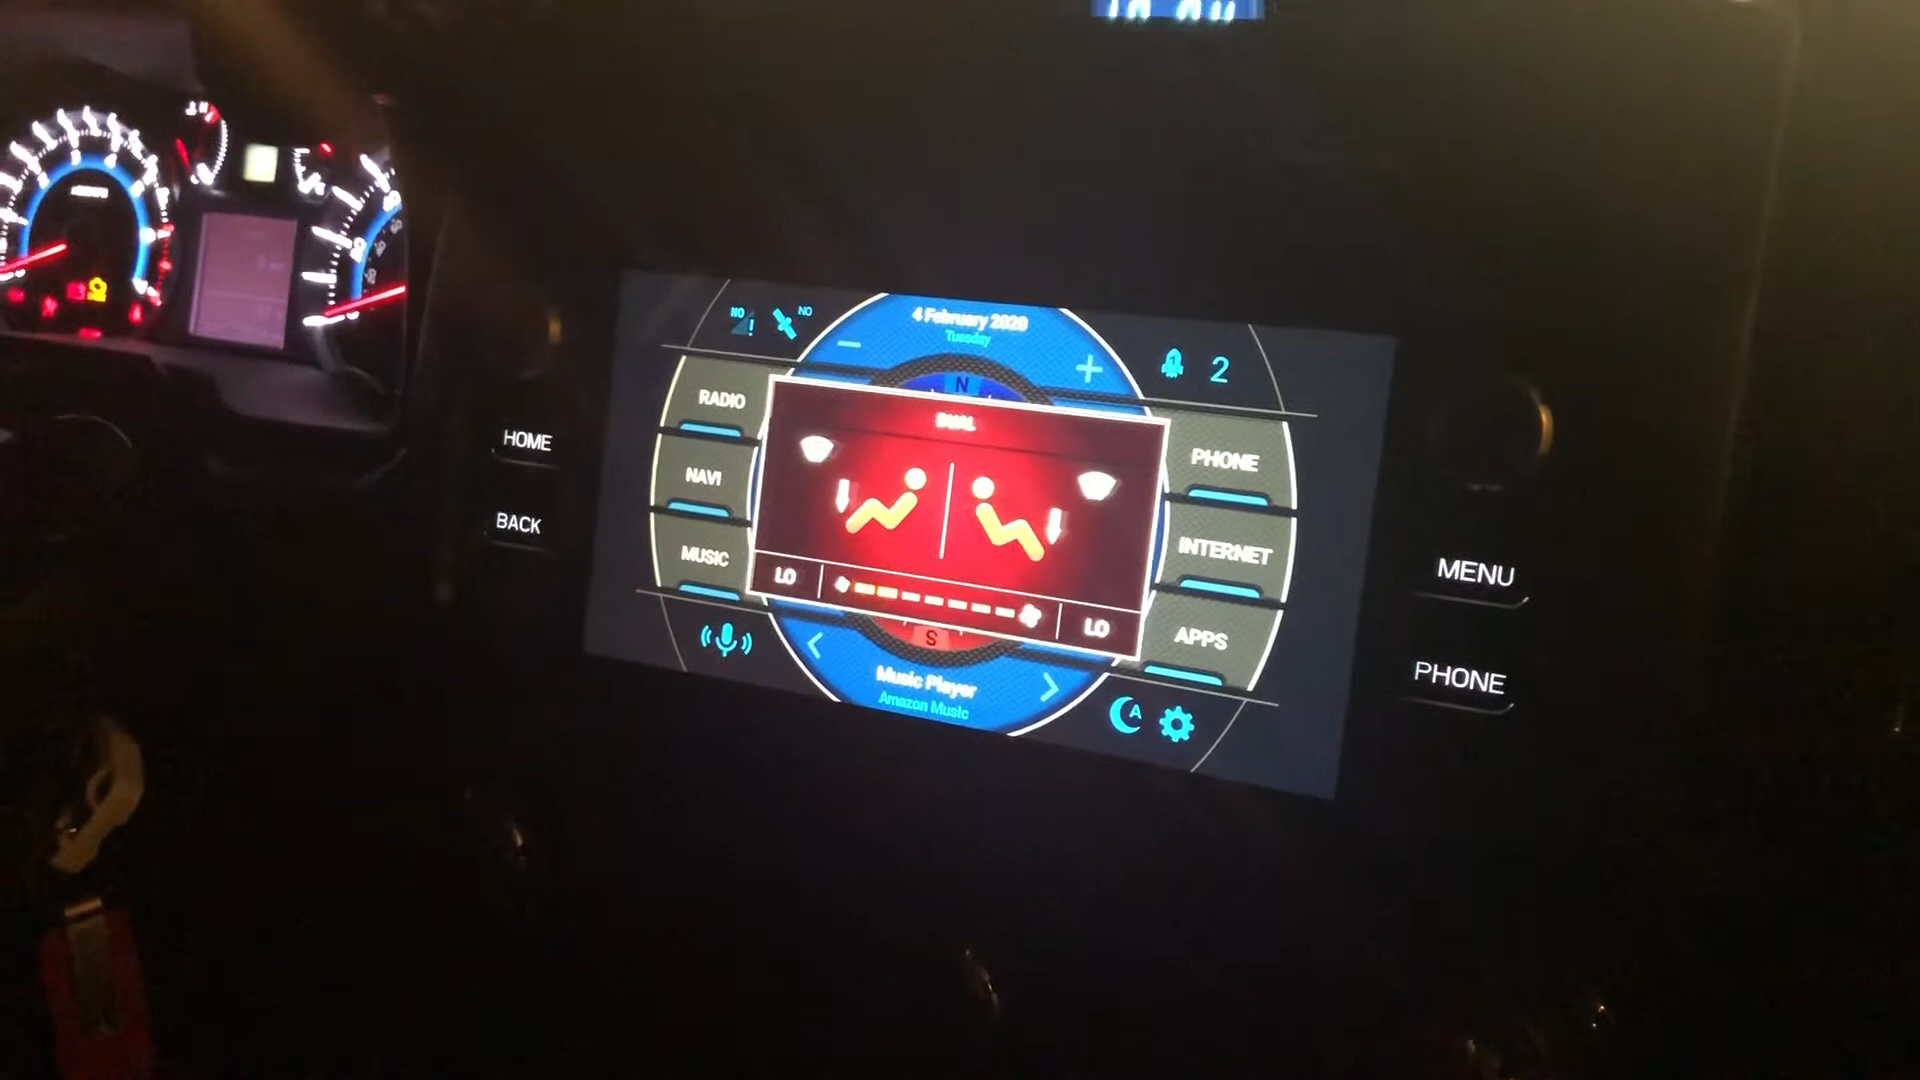 4 February 2020
Tuesday
NO
NO
2
N
RADIO
NAVI
MUSIC
DUAL
LO
LO
PHONE
INTERNET
APPS
S
Music Player
Amazon Music
A
HOME
BACK
MENU
PHONE